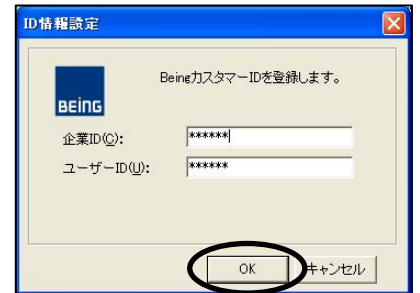 ID情報設定
BeingカスタマーIDを登録します。
BEING
企業ID(C):
******
ユーザーID(U):
******
OK
キャンセル